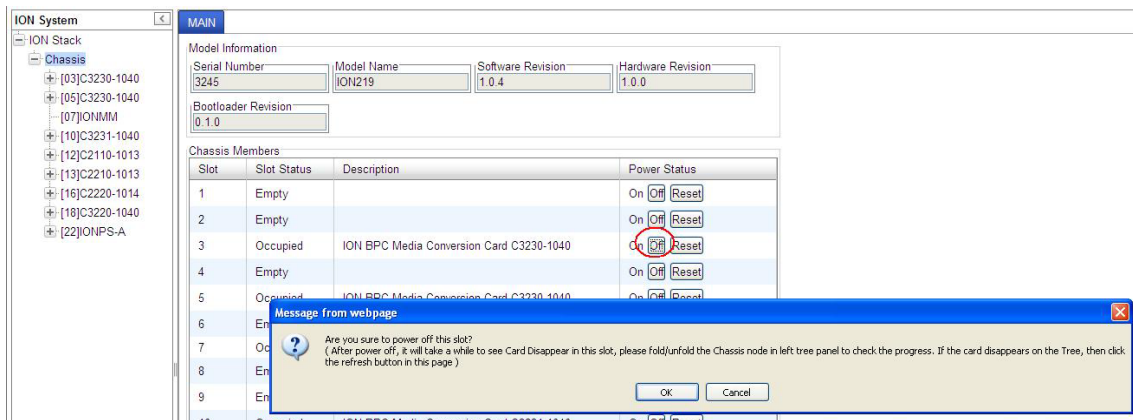 ION System <
MAIN
ION Stack
Chassis
[03]C3230-1040
[05]C3230-1040
[07]IONMM
[10]C3231-1040
[12]C2110-1013
[13]C2210-1013
[16]C2220-1014
[18]C3220-1040
[22]IONPS-A
Model Information
Serial Number Model Name Software Revision Hardware Revision
3245 ION219 1.0.4 1.0.0
Bootloader Revision
0.1.0
Chassis Members
Slot Slot Status Description Power Status
1 Empty On Off Reset
2 Empty On Off Reset
3 Occupied ION BPC Media Conversion Card C3230-1040 On Off Reset
4 Empty On Off Reset
5 Occupied ION BPC Media Conversion Card C3230-1040 On Off Reset
6
7
8
9
Message from webpage
Are you sure to power off this slot?
( After power off, it will take a while to see Card Disappear in this slot, please fold/unfold the Chassis node in left tree panel to check the progress. If the card disappears on the Tree, then click
the refresh button in this page )
OK Cancel